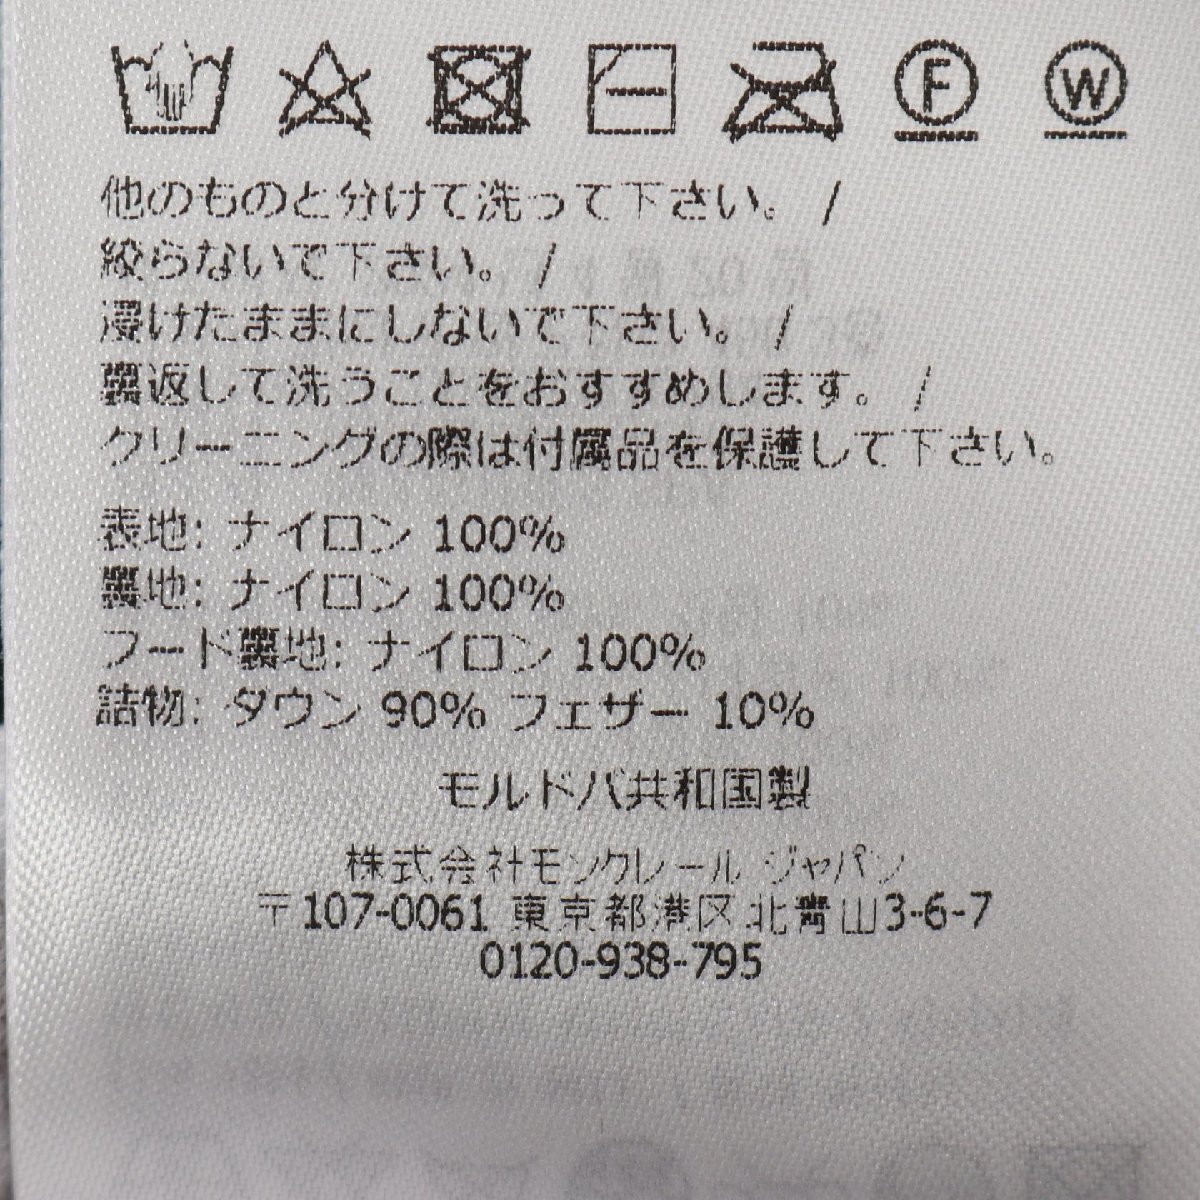 F W
他のものと分けて洗って下さい。 /
絞らないで下さい。 /
浸けたままにしないで下さい。 /
裏返して洗うことをおすすめします。 /
クリーニングの際は付属品を保護して下さい。
表地: ナイロン 100%
裏地: ナイロン 100%
フード裏地: ナイロン 100%
詰物: ダウン 90% フェザー 10%
モルドバ共和国製
株式会社モンクレール ジャパン
〒107-0061 東京都港区北青山3-6-7
0120-938-795